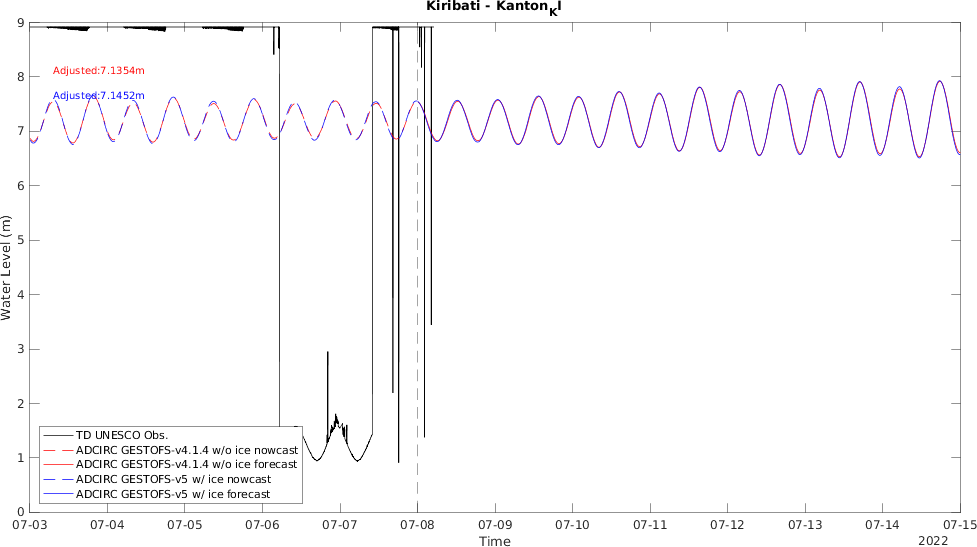 Kiribati - Kanton_KI
9
8
7
6
5
4
3
2
1
0
Water Level (m)
Adjusted:7.1354m
Adjusted:7.1452m
TD UNESCO Obs.
ADCIRC GESTOFS-v4.1.4 w/o ice nowcast
ADCIRC GESTOFS-v4.1.4 w/o ice forecast
ADCIRC GESTOFS-v5 w/ ice nowcast
ADCIRC GESTOFS-v5 w/ ice forecast
07-03 07-04 07-05 07-06 07-07 07-08 07-09 07-10 07-11 07-12 07-13 07-14 07-15
Time
2022